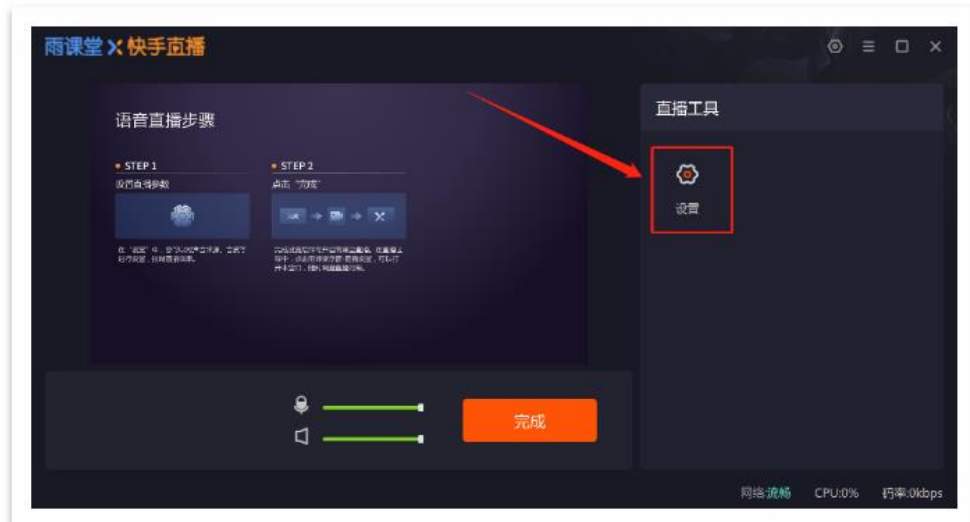 雨课堂 X 快手直播
语音直播步骤
STEP 1
设置直播参数
STEP 2
点击“完成”
直播工具
设置
完成
网络:流畅 CPU:0% 码率:0kbps